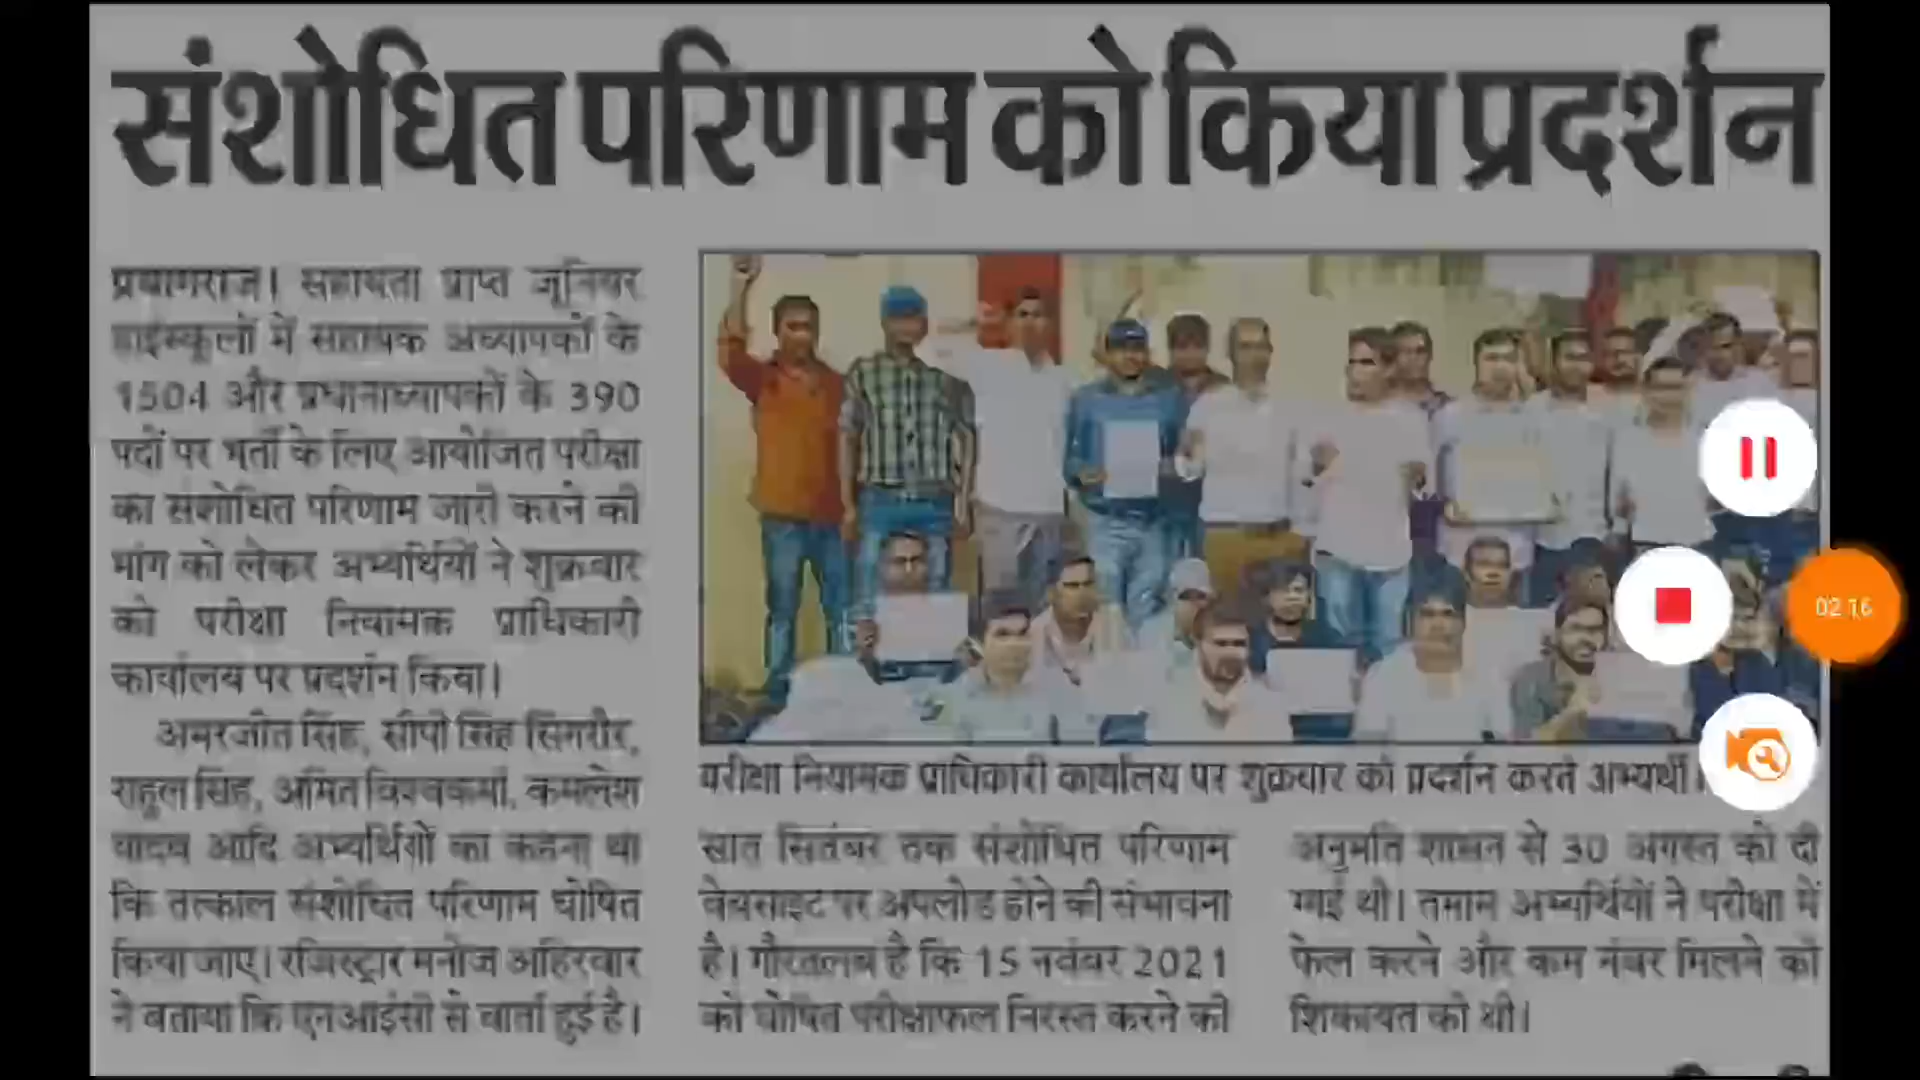 संशोधित परिणाम को किया प्रदर्शन
प्रयागराज। सहायता प्राप्त जूनियर
हाईस्कूलों में सहायक अध्यापकों के
1504 और प्रधानाध्यापकों के 390
पदों पर भर्ती के लिए आयोजित परीक्षा
का संशोधित परिणाम जारी करने की
मांग को लेकर अभ्यर्थियों ने शुक्रवार
को परीक्षा नियामक प्राधिकारी
कार्यालय पर प्रदर्शन किया।
अमरजीत सिंह, सीपी सिंह सिंगरौर,
राहुल सिंह, अमित विश्वकर्मा, कमलेश
यादव आदि अभ्यर्थियों का कहना था
कि तत्काल संशोधित परिणाम घोषित
किया जाए। रजिस्ट्रार मनोज अहिरवार
ने बताया कि एनआईसी से वार्ता हुई है।
परीक्षा नियामक प्राधिकारी कार्यालय पर शुक्रवार को प्रदर्शन करते अभ्यर्थी।
सात सितंबर तक संशोधित परिणाम
वेबसाइट पर अपलोड होने की संभावना
है। गौरतलब है कि 15 नवंबर 2021
को घोषित परीक्षाफल निरस्त करने की
अनुमति शासन से 30 अगस्त को दी
गई थी। तमाम अभ्यर्थियों ने परीक्षा में
फेल करने और कम नंबर मिलने की
शिकायत की थी।
02:16